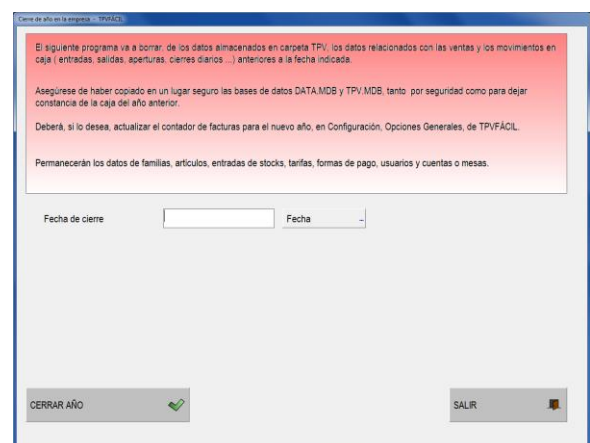 Cierre de año en la empresa - TPVFÁCIL
El siguiente programa va a borrar, de los datos almacenados en carpeta TPV, los datos relacionados con las ventas y los movimientos en
caja ( entradas, salidas, aperturas, cierres diarios ...) anteriores a la fecha indicada.
Asegúrese de haber copiado en un lugar seguro las bases de datos DATA.MDB y TPV.MDB, tanto por seguridad como para dejar
constancia de la caja del año anterior.
Deberá, si lo desea, actualizar el contador de facturas para el nuevo año, en Configuración, Opciones Generales, de TPVFÁCIL.
Permanecerán los datos de familias, artículos, entradas de stocks, tarifas, formas de pago, usuarios y cuentas o mesas.
Fecha de cierre
Fecha
CERRAR AÑO
SALIR